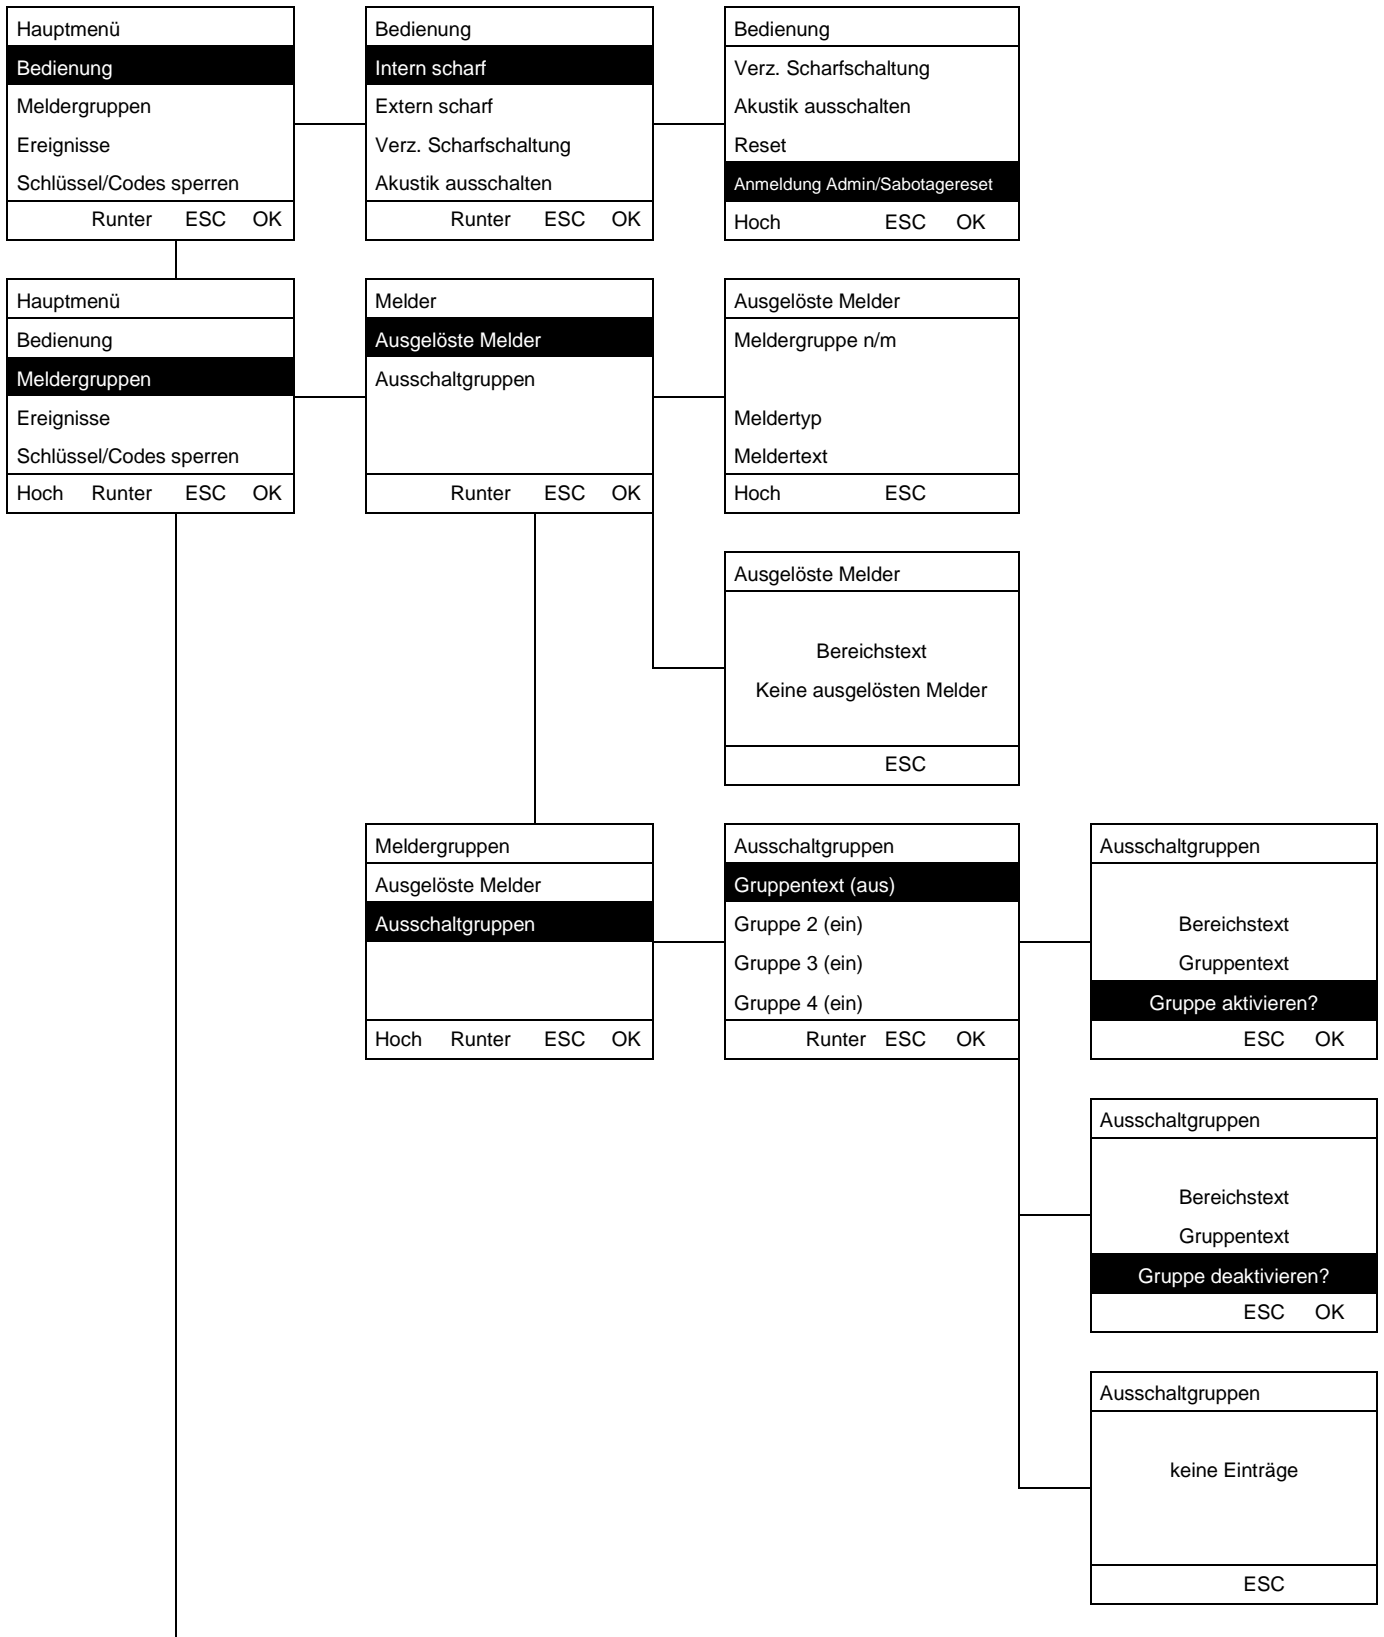 Hauptmenü
Bedienung
Meldergruppen
Ereignisse
Schlüssel/Codes sperren
Runter ESC OK
Bedienung
Intern scharf
Extern scharf
Verz. Scharfschaltung
Akustik ausschalten
Runter ESC OK
Bedienung
Verz. Scharfschaltung
Akustik ausschalten
Reset
Anmeldung Admin/Sabotagereset
Hoch ESC OK
Hauptmenü
Bedienung
Meldergruppen
Ereignisse
Schlüssel/Codes sperren
Hoch Runter ESC OK
Melder
Ausgelöste Melder
Ausschaltgruppen
Runter ESC OK
Ausgelöste Melder
Meldergruppe n/m
Meldertyp
Meldertext
Hoch ESC
Ausgelöste Melder
Bereichstext
Keine ausgelösten Melder
ESC
Meldergruppen
Ausgelöste Melder
Ausschaltgruppen
Hoch Runter ESC OK
Ausschaltgruppen
Gruppentext (aus)
Gruppe 2 (ein)
Gruppe 3 (ein)
Gruppe 4 (ein)
Runter ESC OK
Ausschaltgruppen
Bereichstext
Gruppentext
Gruppe aktivieren?
ESC OK
Ausschaltgruppen
Bereichstext
Gruppentext
Gruppe deaktivieren?
ESC OK
Ausschaltgruppen
keine Einträge
ESC